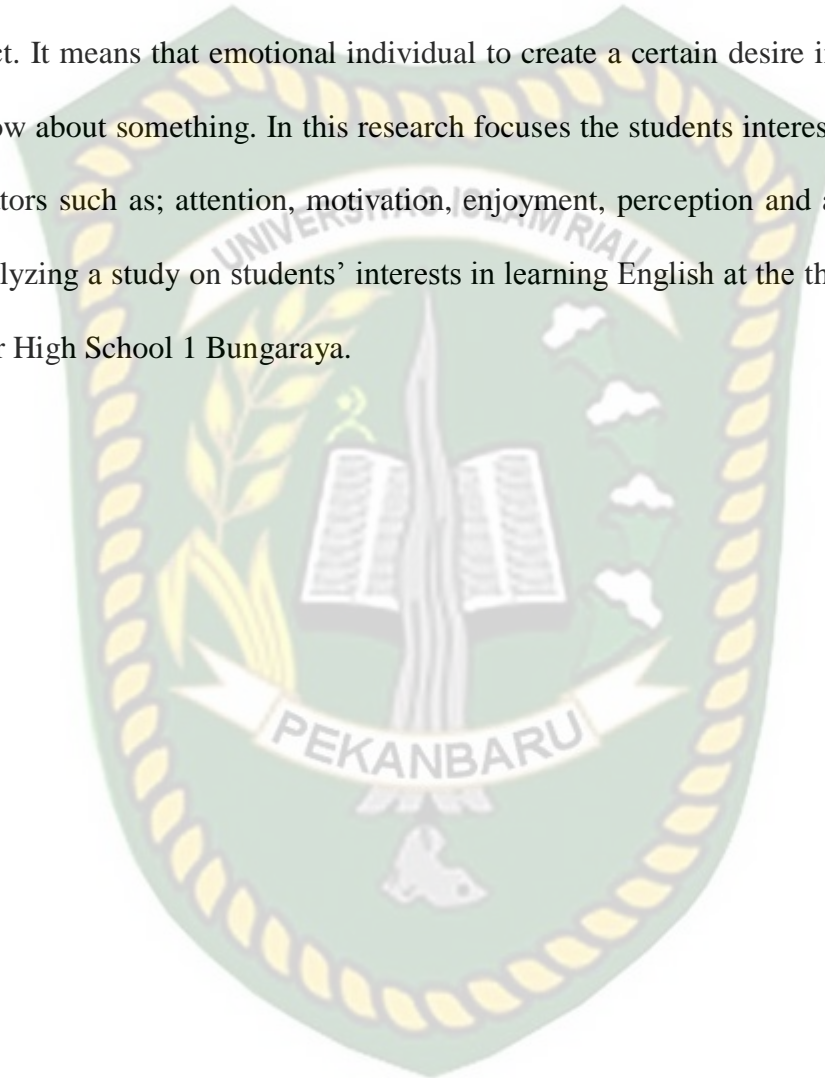 ct. It means that emotional individual to create a certain desire in
ow about something. In this research focuses the students interes
tors such as; attention, motivation, enjoyment, perception and a
UNIVERSITAS ISLAM RIAU
lyzing a study on students’ interests in learning English at the th
r High School 1 Bungaraya.
PEKANBARU